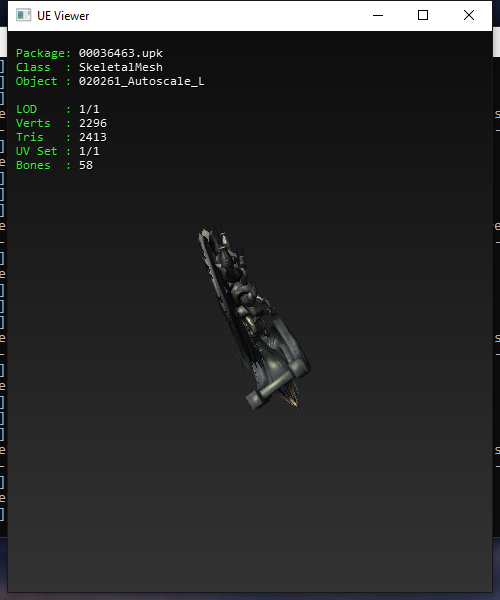 UE Viewer
Package: 00036463.upk
Class : SkeletalMesh
Object : 020261_Autoscale_L
LOD : 1/1
Verts : 2296
Tris : 2413
UV Set : 1/1
Bones : 58